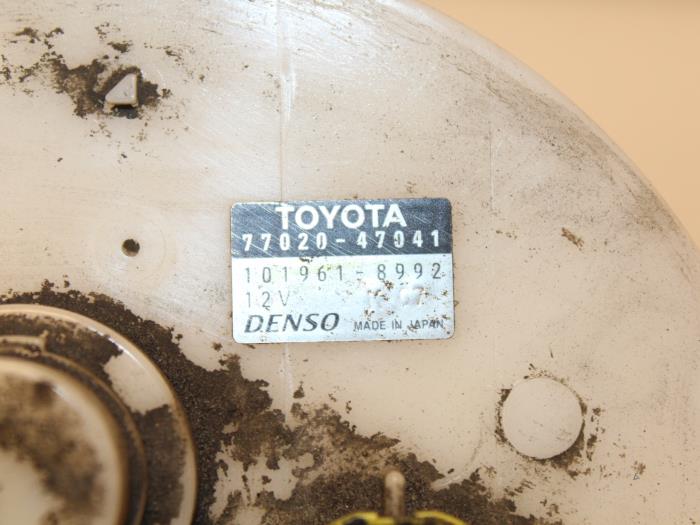 TOYOTA
77020-47041
101961-8992
12V
DENSO MADE IN JAPAN